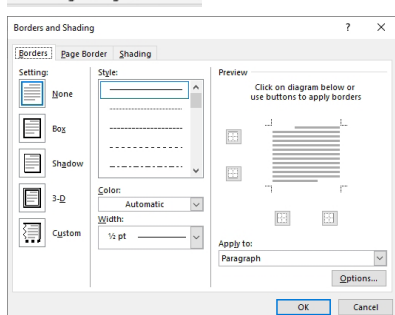 Borders and Shading ? ×
Borders Page Border Shading
Setting:
None
Box
Shadow
3-D
Custom
Style:
Color:
Automatic
Width:
½ pt
Preview
Click on diagram below or
use buttons to apply borders
Apply to:
Paragraph
Options...
OK Cancel